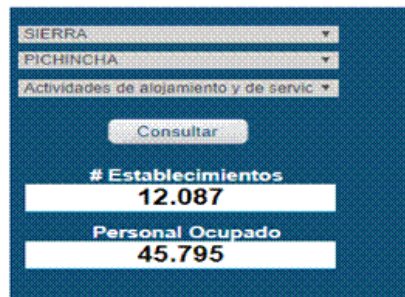 SIERRA
PICHINCHA
Actividades de alojamiento y de servic
Consultar
# Establecimientos
12.087
Personal Ocupado
45.795